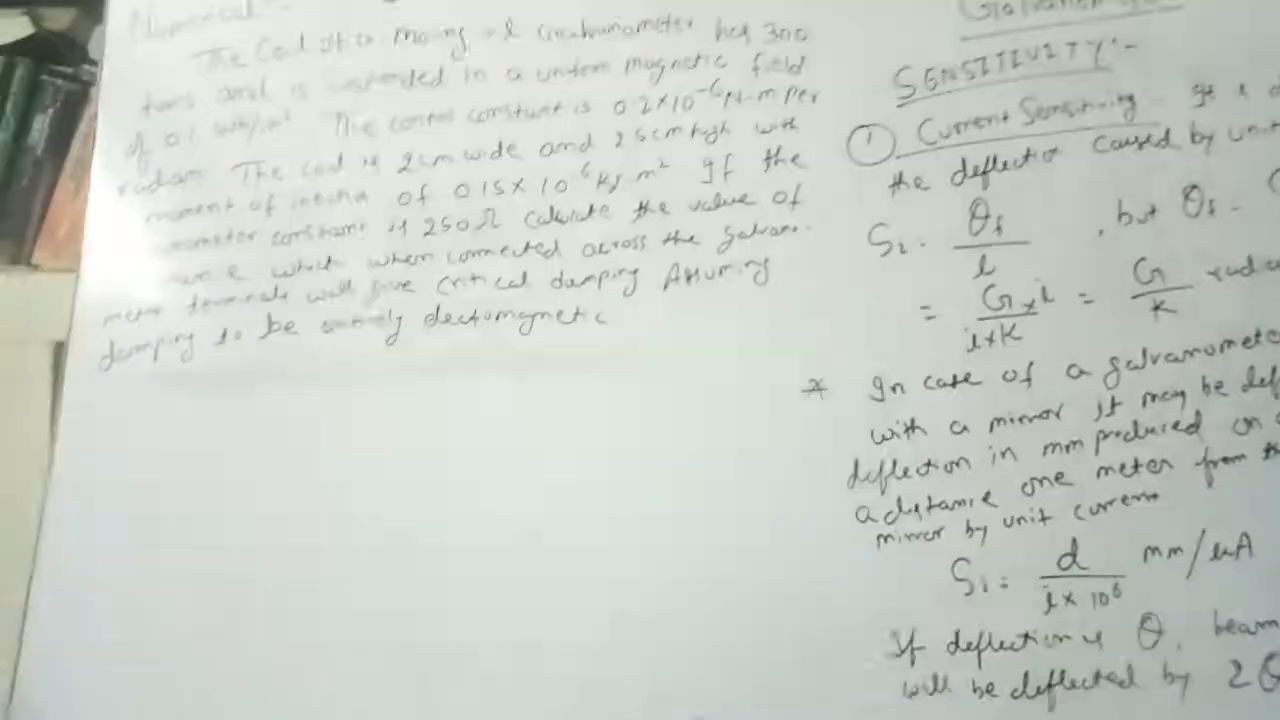 Numerical :-
The Coil of a moving coil Galvanometer has 300
turns and is suspended in a uniform magnetic field
of 0.1 wb/m² The control constant is 0.2×10⁻⁶ N-m per
radian The coil is 2cm wide and 2.5cm high with
moment of inertia of 0.15×10⁻⁶ kg m² If the
constant is 250Ω Calculate the value of
which when connected across the galvano-
meter terminals will give critical damping Assuming
damping to be entirely electromagnetic
SENSITIVITY:-
① Current Sensitivity It is
the deflection caused by
Si = θf / i , but θf =
= G×i / i×K = G / K
* In case of a
with a mirror it may be
deflection in mm produced on
a distance one meter from
mirror by unit current
Si = d / i×10⁶ mm/μA
If deflection is θ, beam
will be deflected by 2θ